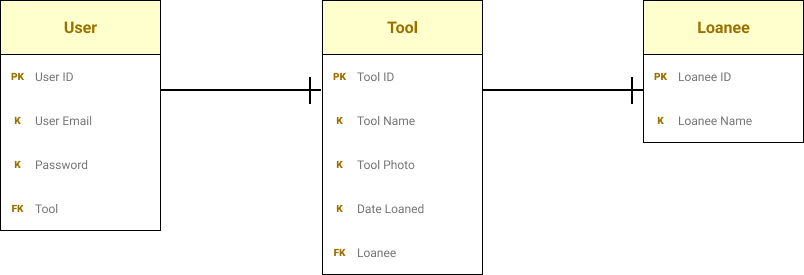 User
PK User ID
K User Email
K Password
FK Tool
Tool
PK Tool ID
K Tool Name
K Tool Photo
K Date Loaned
FK Loanee
Loanee
PK Loanee ID
K Loanee Name